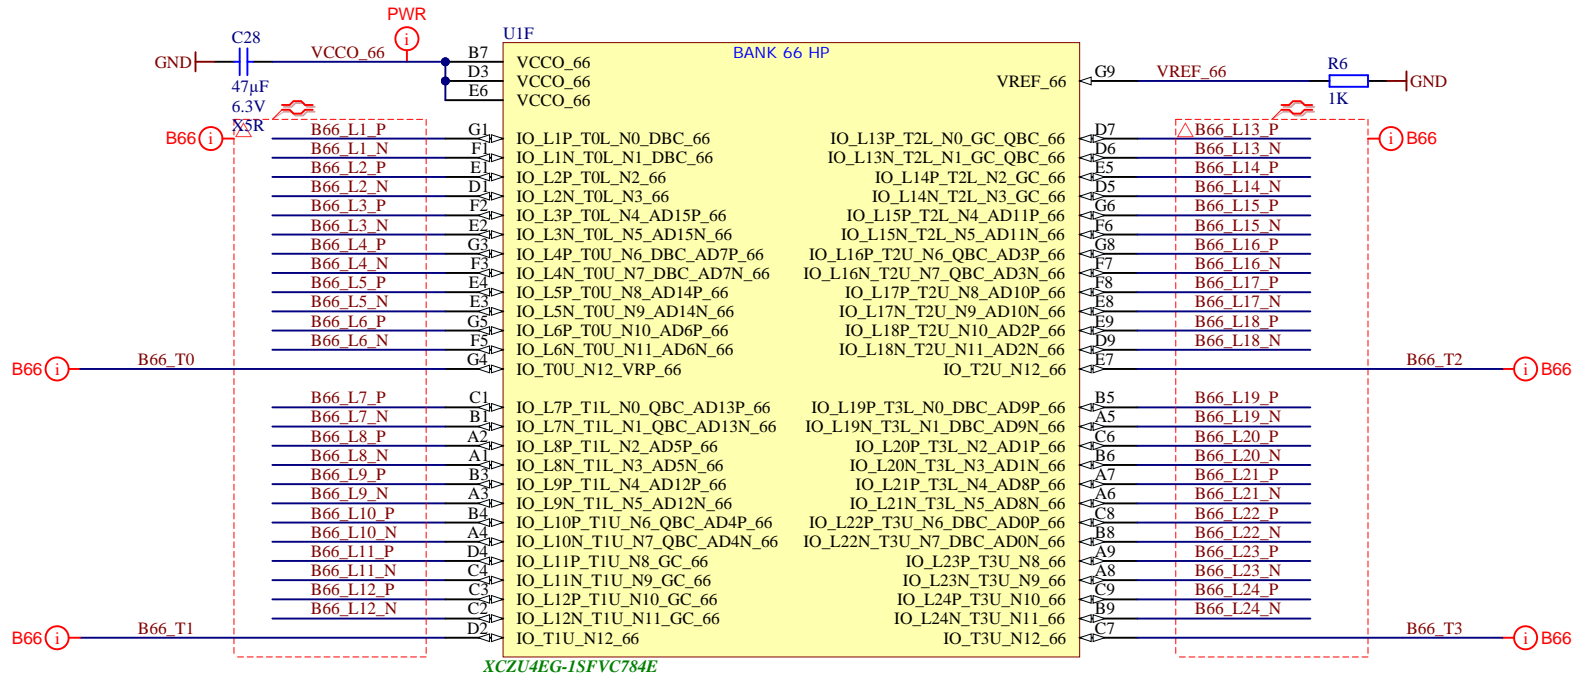 PWR
U1F
BANK 66 HP
C28
GND
VCCO_66
47µF
6.3V
X5R
B7 VCCO_66
D3 VCCO_66
E6 VCCO_66
VREF_66 G9 VREF_66
R6
1K
GND
B66
B66_L1_P G1 IO_L1P_T0L_N0_DBC_66
B66_L1_N F1 IO_L1N_T0L_N1_DBC_66
B66_L2_P E1 IO_L2P_T0L_N2_66
B66_L2_N D1 IO_L2N_T0L_N3_66
B66_L3_P F2 IO_L3P_T0L_N4_AD15P_66
B66_L3_N E2 IO_L3N_T0L_N5_AD15N_66
B66_L4_P G3 IO_L4P_T0U_N6_DBC_AD7P_66
B66_L4_N F3 IO_L4N_T0U_N7_DBC_AD7N_66
B66_L5_P E4 IO_L5P_T0U_N8_AD14P_66
B66_L5_N E3 IO_L5N_T0U_N9_AD14N_66
B66_L6_P G5 IO_L6P_T0U_N10_AD6P_66
B66_L6_N F5 IO_L6N_T0U_N11_AD6N_66
B66 B66_T0 G4 IO_T0U_N12_VRP_66
B66_L7_P C1 IO_L7P_T1L_N0_QBC_AD13P_66
B66_L7_N B1 IO_L7N_T1L_N1_QBC_AD13N_66
B66_L8_P A2 IO_L8P_T1L_N2_AD5P_66
B66_L8_N A1 IO_L8N_T1L_N3_AD5N_66
B66_L9_P B3 IO_L9P_T1L_N4_AD12P_66
B66_L9_N A3 IO_L9N_T1L_N5_AD12N_66
B66_L10_P B4 IO_L10P_T1U_N6_QBC_AD4P_66
B66_L10_N A4 IO_L10N_T1U_N7_QBC_AD4N_66
B66_L11_P D4 IO_L11P_T1U_N8_GC_66
B66_L11_N C4 IO_L11N_T1U_N9_GC_66
B66_L12_P C3 IO_L12P_T1U_N10_GC_66
B66_L12_N C2 IO_L12N_T1U_N11_GC_66
B66 B66_T1 D2 IO_T1U_N12_66
IO_L13P_T2L_N0_GC_QBC_66 D7 B66_L13_P
B66
IO_L13N_T2L_N1_GC_QBC_66 D6 B66_L13_N
IO_L14P_T2L_N2_GC_66 E5 B66_L14_P
IO_L14N_T2L_N3_GC_66 D5 B66_L14_N
IO_L15P_T2L_N4_AD11P_66 G6 B66_L15_P
IO_L15N_T2L_N5_AD11N_66 F6 B66_L15_N
IO_L16P_T2U_N6_QBC_AD3P_66 G8 B66_L16_P
IO_L16N_T2U_N7_QBC_AD3N_66 F7 B66_L16_N
IO_L17P_T2U_N8_AD10P_66 F8 B66_L17_P
IO_L17N_T2U_N9_AD10N_66 E8 B66_L17_N
IO_L18P_T2U_N10_AD2P_66 E9 B66_L18_P
IO_L18N_T2U_N11_AD2N_66 D9 B66_L18_N
IO_T2U_N12_66 E7 B66_T2 B66
IO_L19P_T3L_N0_DBC_AD9P_66 B5 B66_L19_P
IO_L19N_T3L_N1_DBC_AD9N_66 A5 B66_L19_N
IO_L20P_T3L_N2_AD1P_66 C6 B66_L20_P
IO_L20N_T3L_N3_AD1N_66 B6 B66_L20_N
IO_L21P_T3L_N4_AD8P_66 A7 B66_L21_P
IO_L21N_T3L_N5_AD8N_66 A6 B66_L21_N
IO_L22P_T3U_N6_DBC_AD0P_66 C8 B66_L22_P
IO_L22N_T3U_N7_DBC_AD0N_66 B8 B66_L22_N
IO_L23P_T3U_N8_66 A9 B66_L23_P
IO_L23N_T3U_N9_66 A8 B66_L23_N
IO_L24P_T3U_N10_66 C9 B66_L24_P
IO_L24N_T3U_N11_66 B9 B66_L24_N
IO_T3U_N12_66 C7 B66_T3 B66
XCZU4EG-1SFVC784E